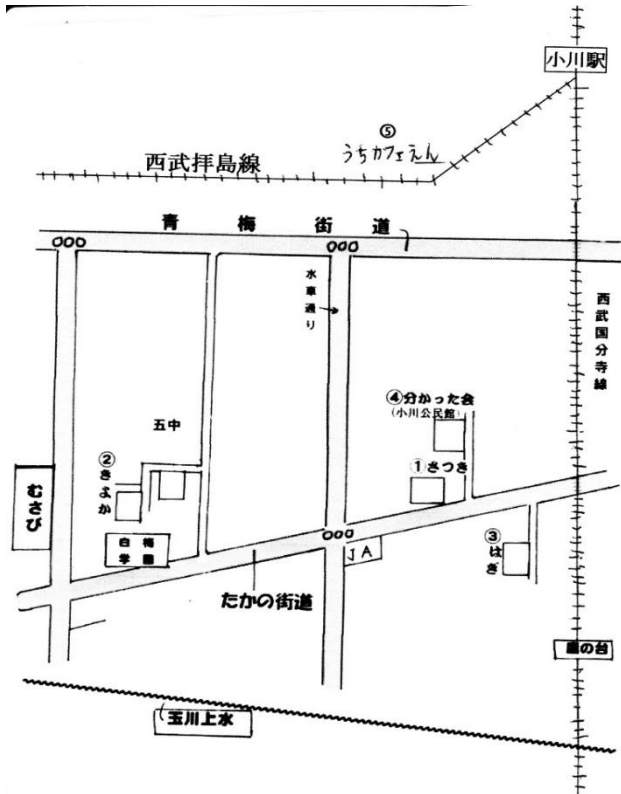 小川駅
⑤
うちカフェえん
西武拝島線
青梅街道
水車通り
西武国分寺線
④分かった会
(小川公民館)
五中
②きよか
①さつき
むさび
白梅
学園
JA
③はぎ
たかの街道
鷹の台
玉川上水